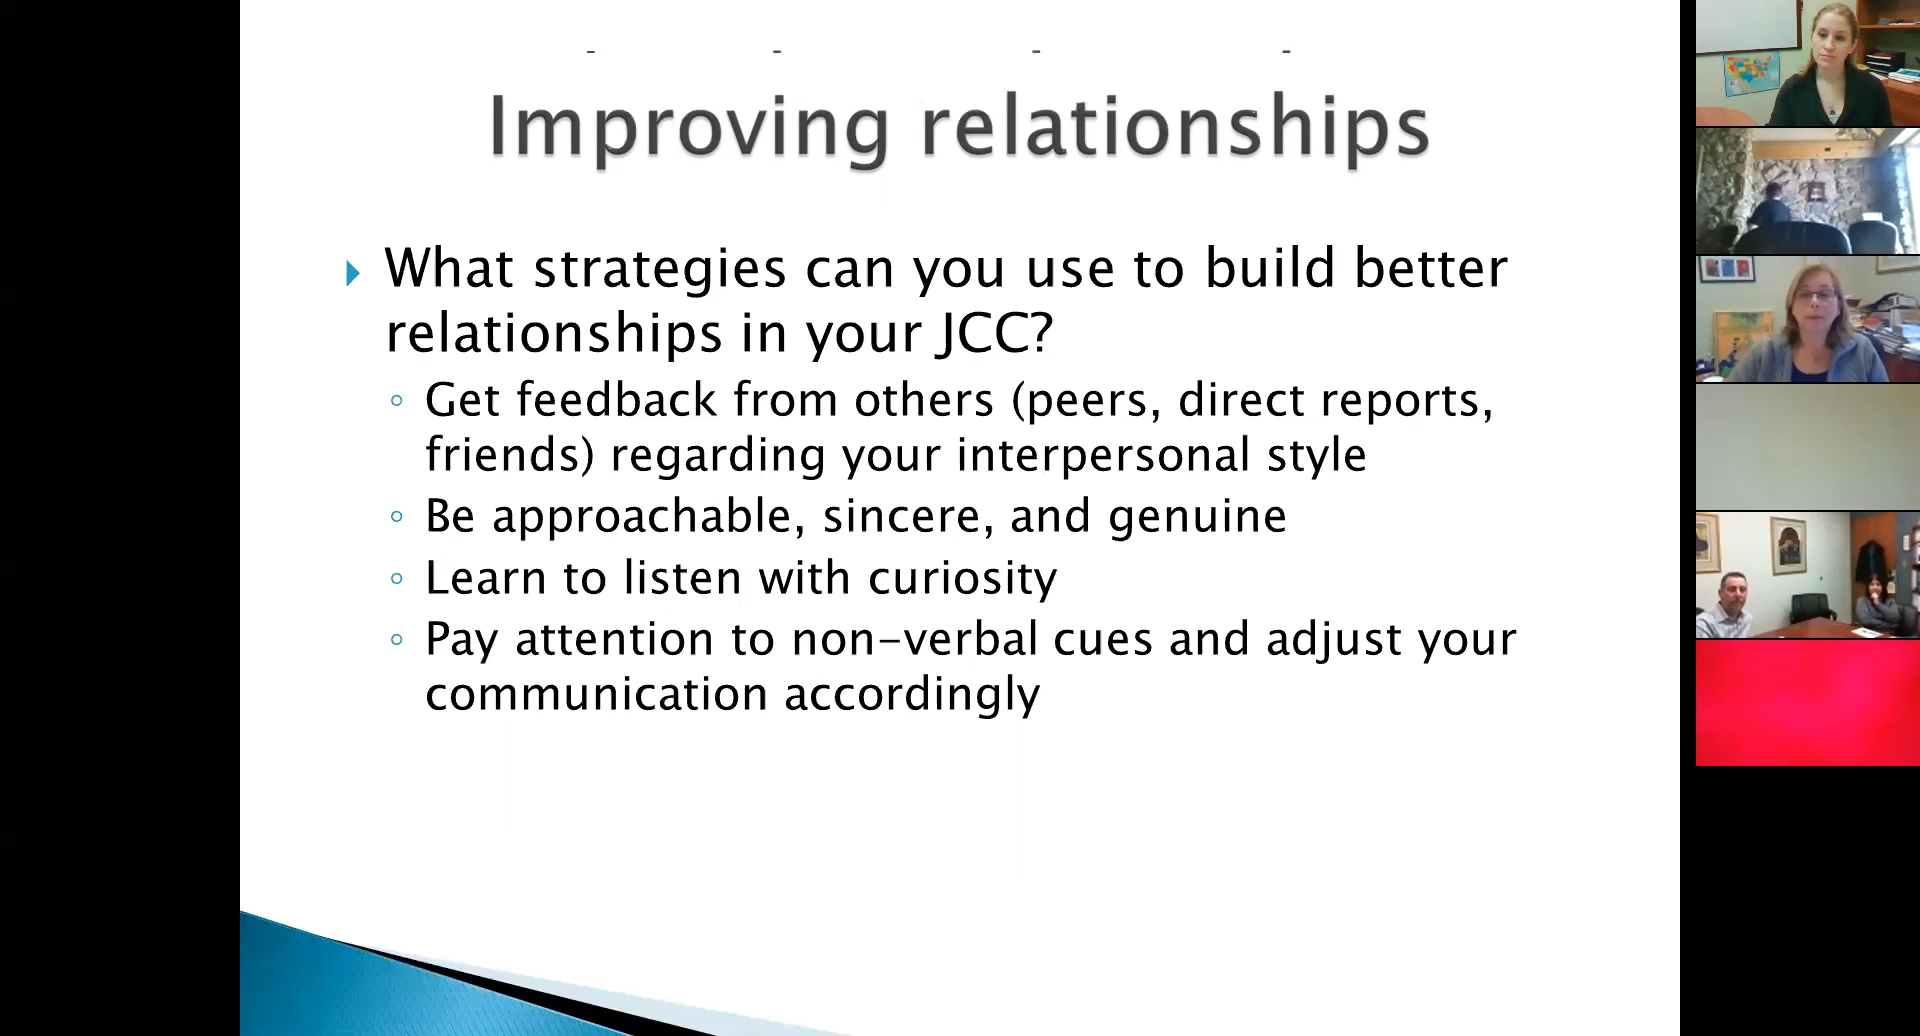 Improving relationships
What strategies can you use to build better
relationships in your JCC?
Get feedback from others (peers, direct reports,
friends) regarding your interpersonal style
Be approachable, sincere, and genuine
Learn to listen with curiosity
Pay attention to non-verbal cues and adjust your
communication accordingly